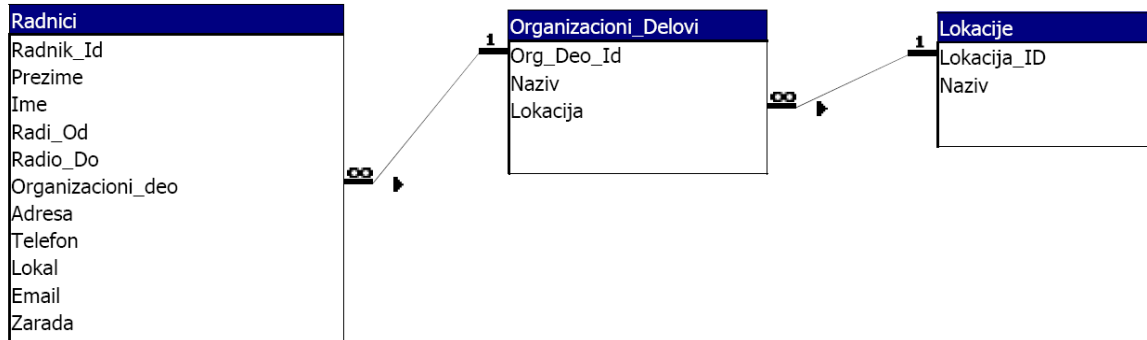 Radnici
Radnik_Id
Prezime
Ime
Radi_Od
Radio_Do
Organizacioni_deo
Adresa
Telefon
Lokal
Email
Zarada
∞
1
Organizacioni_Delovi
Org_Deo_Id
Naziv
Lokacija
∞
1
Lokacije
Lokacija_ID
Naziv